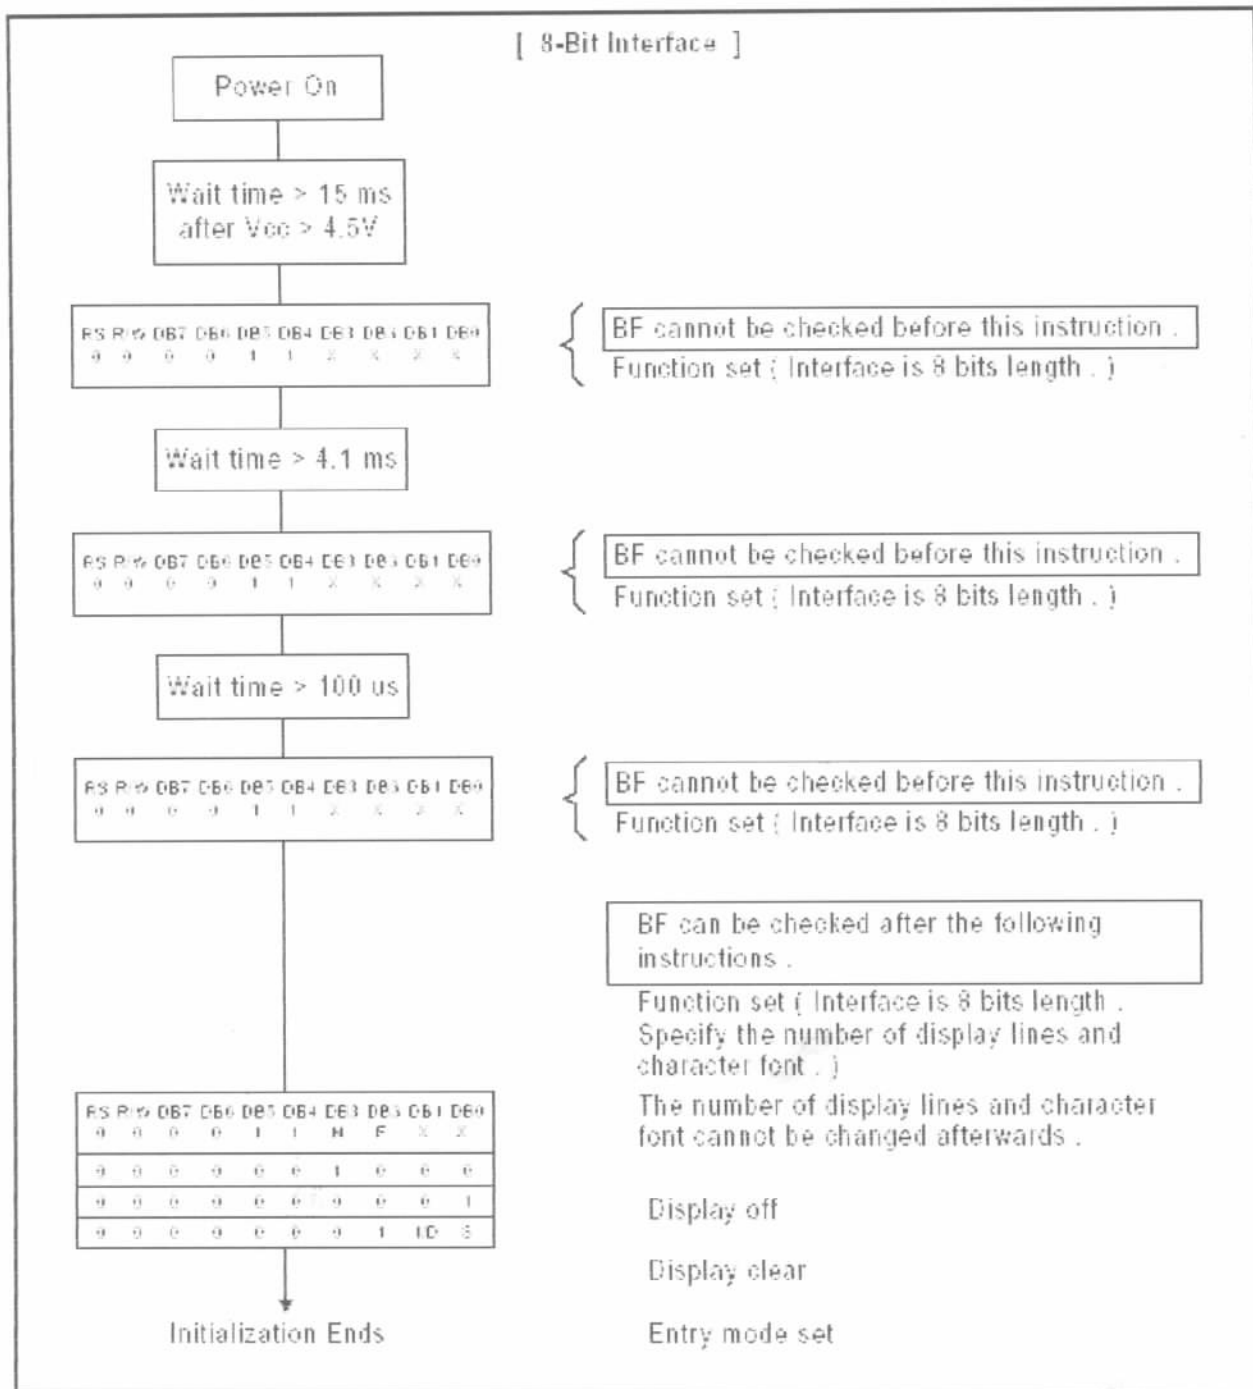 [ 8-Bit Interface ]
Power On
Wait time > 15 ms
after Vcc > 4.5V
RS R/W DB7 DB6 DB5 DB4 DB3 DB1 DB0
0 0 0 0 1 1 X X X X
BF cannot be checked before this instruction .
Function set ( Interface is 8 bits length . )
Wait time > 4.1 ms
RS R/W DB7 DB6 DB5 DB4 DB3 DB1 DB0
0 0 0 0 1 1 X X X X
BF cannot be checked before this instruction .
Function set ( Interface is 8 bits length . )
Wait time > 100 us
RS R/W DB7 DB6 DB5 DB4 DB3 DB1 DB0
0 0 0 0 1 1 X X X X
BF cannot be checked before this instruction .
Function set ( Interface is 8 bits length . )
BF can be checked after the following
instructions .
Function set ( Interface is 8 bits length .
Specify the number of display lines and
character font . )
RS R/W DB7 DB6 DB5 DB4 DB3 DB1 DB0
0 0 0 0 1 1 N F X X
The number of display lines and character
font cannot be changed afterwards .
0 0 0 0 0 0 1 0 0 0
0 0 0 0 0 0 0 0 0 1
0 0 0 0 0 0 0 1 I/D S
Display off
Display clear
Initialization Ends
Entry mode set